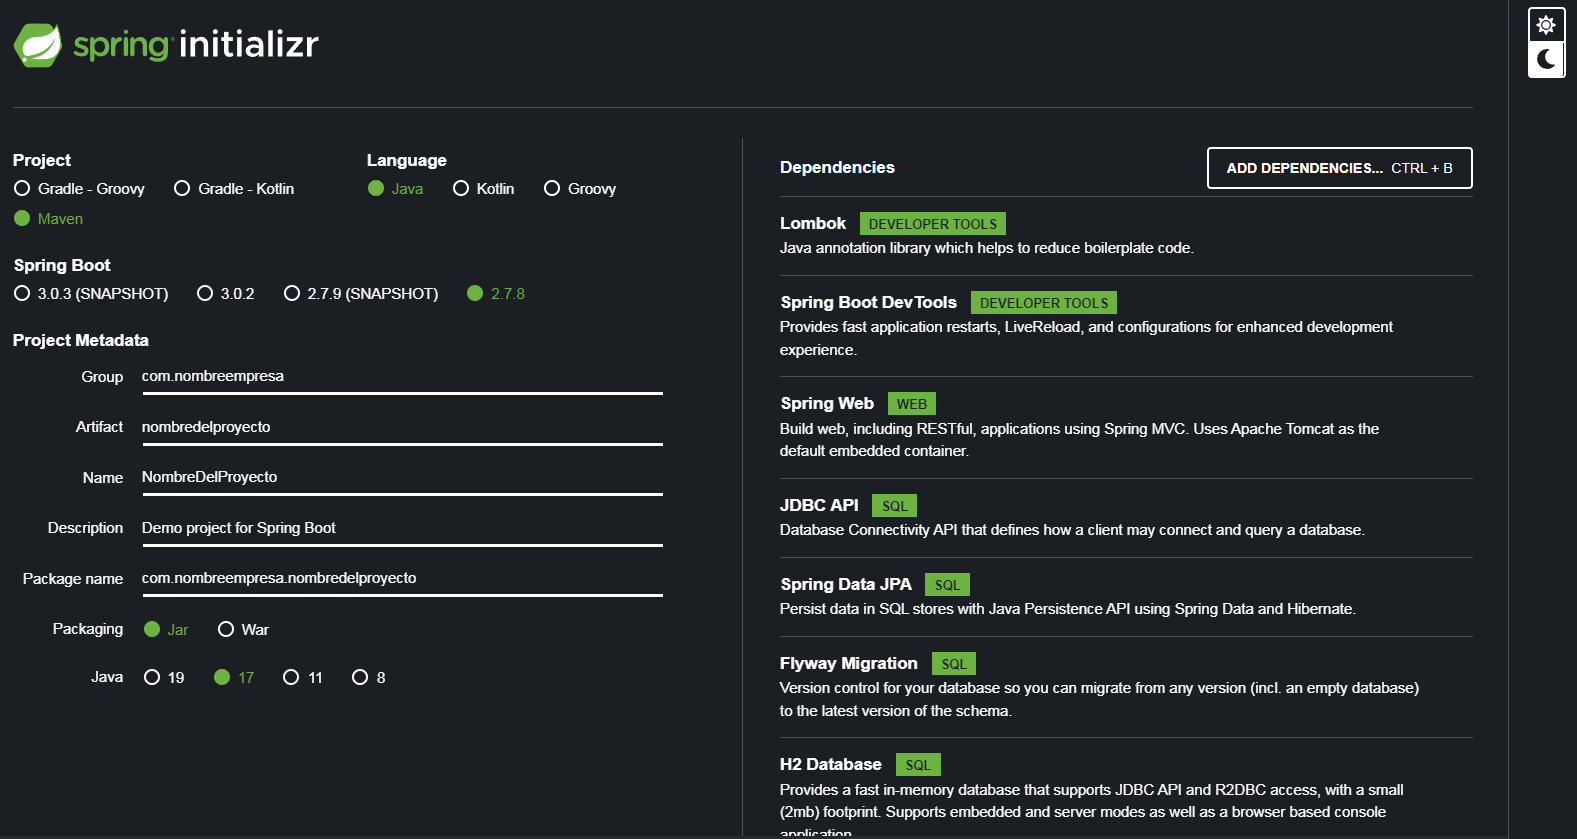 spring initializr
Project
Gradle - Groovy
Gradle - Kotlin
Maven
Language
Java
Kotlin
Groovy
Spring Boot
3.0.3 (SNAPSHOT)
3.0.2
2.7.9 (SNAPSHOT)
2.7.8
Project Metadata
Group
com.nombreempresa
Artifact
nombredelproyecto
Name
NombreDelProyecto
Description
Demo project for Spring Boot
Package name
com.nombreempresa.nombredelproyecto
Packaging
Jar
War
Java
19
17
11
8
Dependencies
ADD DEPENDENCIES... CTRL + B
Lombok DEVELOPER TOOLS
Java annotation library which helps to reduce boilerplate code.
Spring Boot DevTools DEVELOPER TOOLS
Provides fast application restarts, LiveReload, and configurations for enhanced development
experience.
Spring Web WEB
Build web, including RESTful, applications using Spring MVC. Uses Apache Tomcat as the
default embedded container.
JDBC API SQL
Database Connectivity API that defines how a client may connect and query a database.
Spring Data JPA SQL
Persist data in SQL stores with Java Persistence API using Spring Data and Hibernate.
Flyway Migration SQL
Version control for your database so you can migrate from any version (incl. an empty database)
to the latest version of the schema.
H2 Database SQL
Provides a fast in-memory database that supports JDBC API and R2DBC access, with a small
(2mb) footprint. Supports embedded and server modes as well as a browser based console
application.